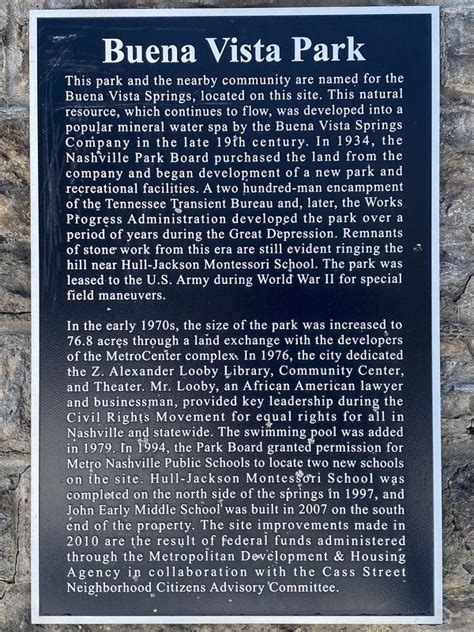 Buena Vista Park
This park and the nearby community are named for the
Buena Vista Springs, located on this site. This natural
resource, which continues to flow, was developed into a
popular mineral water spa by the Buena Vista Springs
Company in the late 19th century. In 1934, the
Nashville Park Board purchased the land from the
company and began development of a new park and
recreational facilities. A two hundred-man encampment
of the Tennessee Transient Bureau and, later, the Works
Progress Administration developed the park over a
period of years during the Great Depression. Remnants
of stone work from this era are still evident ringing the
hill near Hull-Jackson Montessori School. The park was
leased to the U.S. Army during World War II for special
field maneuvers.
In the early 1970s, the size of the park was increased to
76.8 acres through a land exchange with the developers
of the MetroCenter complex. In 1976, the city dedicated
the Z. Alexander Looby Library, Community Center,
and Theater. Mr. Looby, an African American lawyer
and businessman, provided key leadership during the
Civil Rights Movement for equal rights for all in
Nashville and statewide. The swimming pool was added
in 1979. In 1994, the Park Board granted permission for
Metro Nashville Public Schools to locate two new schools
on the site. Hull-Jackson Montessori School was
completed on the north side of the springs in 1997, and
John Early Middle School was built in 2007 on the south
end of the property. The site improvements made in
2010 are the result of federal funds administered
through the Metropolitan Development & Housing
Agency in collaboration with the Cass Street
Neighborhood Citizens Advisory Committee.